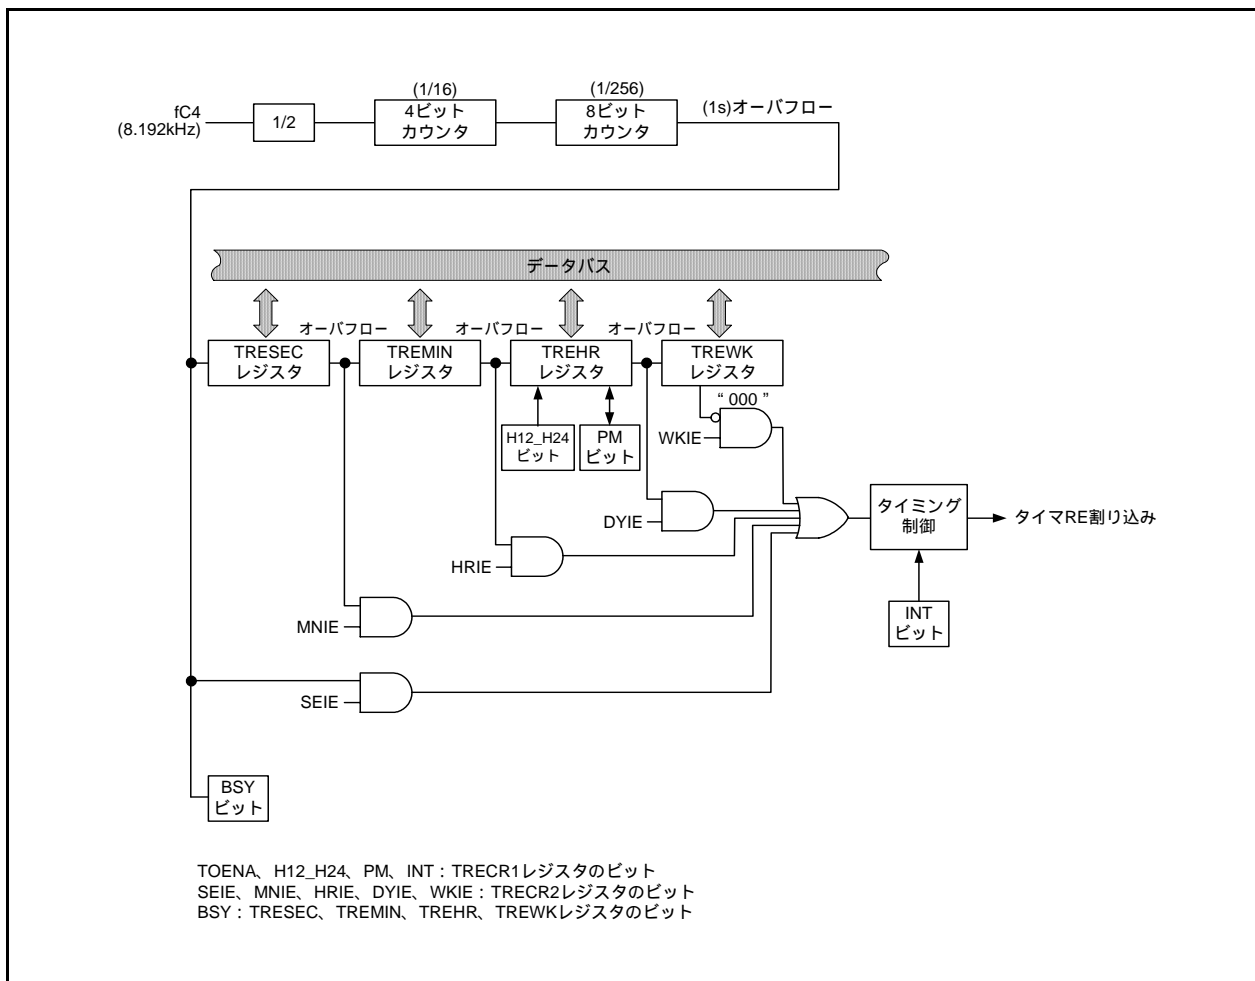 (1/16)
(1/256)
fC4
(8.192kHz)
1/2
4ビット
カウンタ
8ビット
カウンタ
(1s)オーバフロー
データバス
オーバフロー
オーバフロー
オーバフロー
TRESEC
レジスタ
TREMIN
レジスタ
TREHR
レジスタ
TREWK
レジスタ
“ 000 ”
H12_H24
ビット
PM
ビット
WKIE
DYIE
タイミング
制御
タイマRE割り込み
HRIE
INT
ビット
MNIE
SEIE
BSY
ビット
TOENA、H12_H24、PM、INT：TRECR1レジスタのビット
SEIE、MNIE、HRIE、DYIE、WKIE：TRECR2レジスタのビット
BSY：TRESEC、TREMIN、TREHR、TREWKレジスタのビット